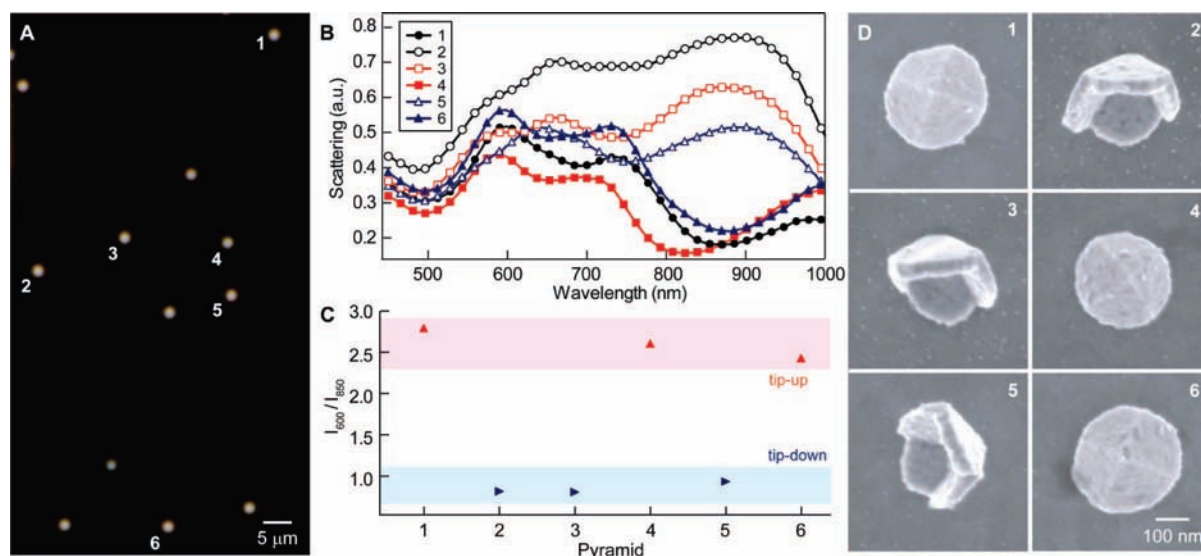 A
1
2
3
4
5
6
5 μm
B
Scattering (a.u.)
0.8
0.7
0.6
0.5
0.4
0.3
0.2
1
2
3
4
5
6
500 600 700 800 900 1000
Wavelength (nm)
C
I600 / I850
3.0
2.5
2.0
1.5
1.0
tip-up
tip-down
1 2 3 4 5 6
Pyramid
D
1
2
3
4
5
6
100 nm